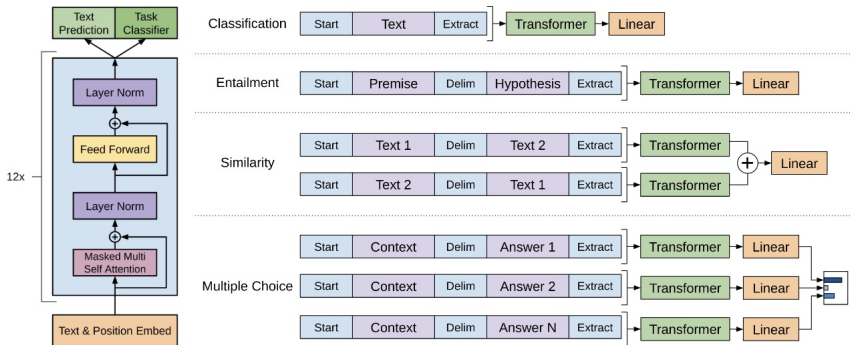 Text
Prediction
Task
Classifier
Layer Norm
Feed Forward
12x
Layer Norm
Masked Multi
Self Attention
Text & Position Embed
Classification
Start Text Extract Transformer Linear
Entailment
Start Premise Delim Hypothesis Extract Transformer Linear
Similarity
Start Text 1 Delim Text 2 Extract Transformer
Linear
Start Text 2 Delim Text 1 Extract Transformer
Multiple Choice
Start Context Delim Answer 1 Extract Transformer Linear
Start Context Delim Answer 2 Extract Transformer Linear
Start Context Delim Answer N Extract Transformer Linear